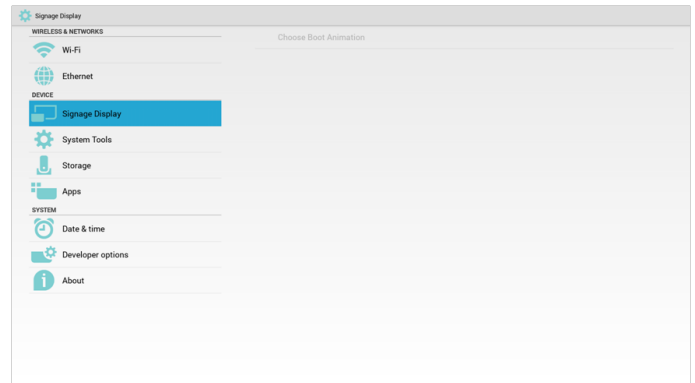 Signage Display
WIRELESS & NETWORKS
Wi-Fi
Ethernet
DEVICE
Signage Display
System Tools
Storage
Apps
SYSTEM
Date & time
Developer options
About
Choose Boot Animation